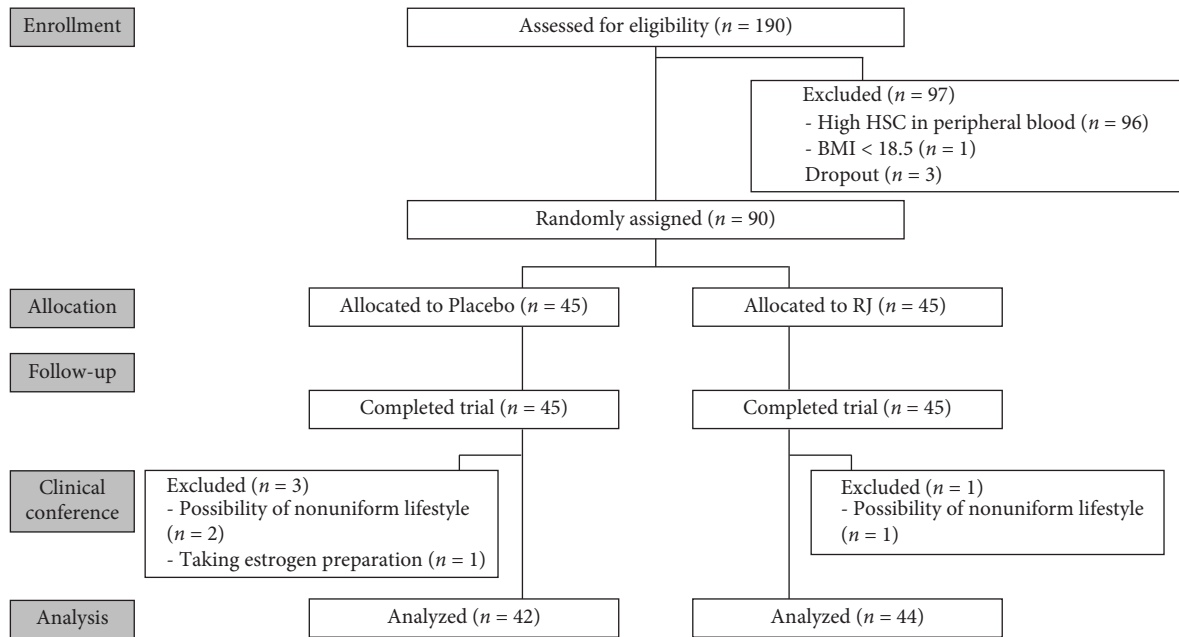 Enrollment
Assessed for eligibility (n = 190)
Excluded (n = 97)
- High HSC in peripheral blood (n = 96)
- BMI < 18.5 (n = 1)
Dropout (n = 3)
Randomly assigned (n = 90)
Allocation
Allocated to Placebo (n = 45)
Allocated to RJ (n = 45)
Follow-up
Completed trial (n = 45)
Completed trial (n = 45)
Clinical
conference
Excluded (n = 3)
- Possibility of nonuniform lifestyle
(n = 2)
- Taking estrogen preparation (n = 1)
Excluded (n = 1)
- Possibility of nonuniform lifestyle
(n = 1)
Analysis
Analyzed (n = 42)
Analyzed (n = 44)